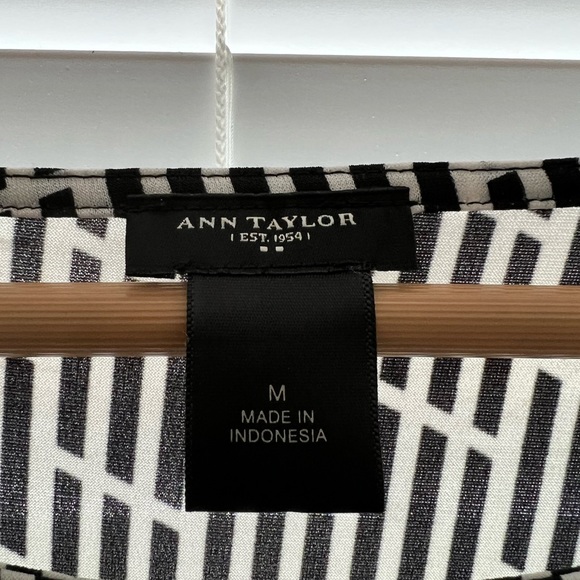 ANN TAYLOR
| EST. 1954 |
M
MADE IN
INDONESIA